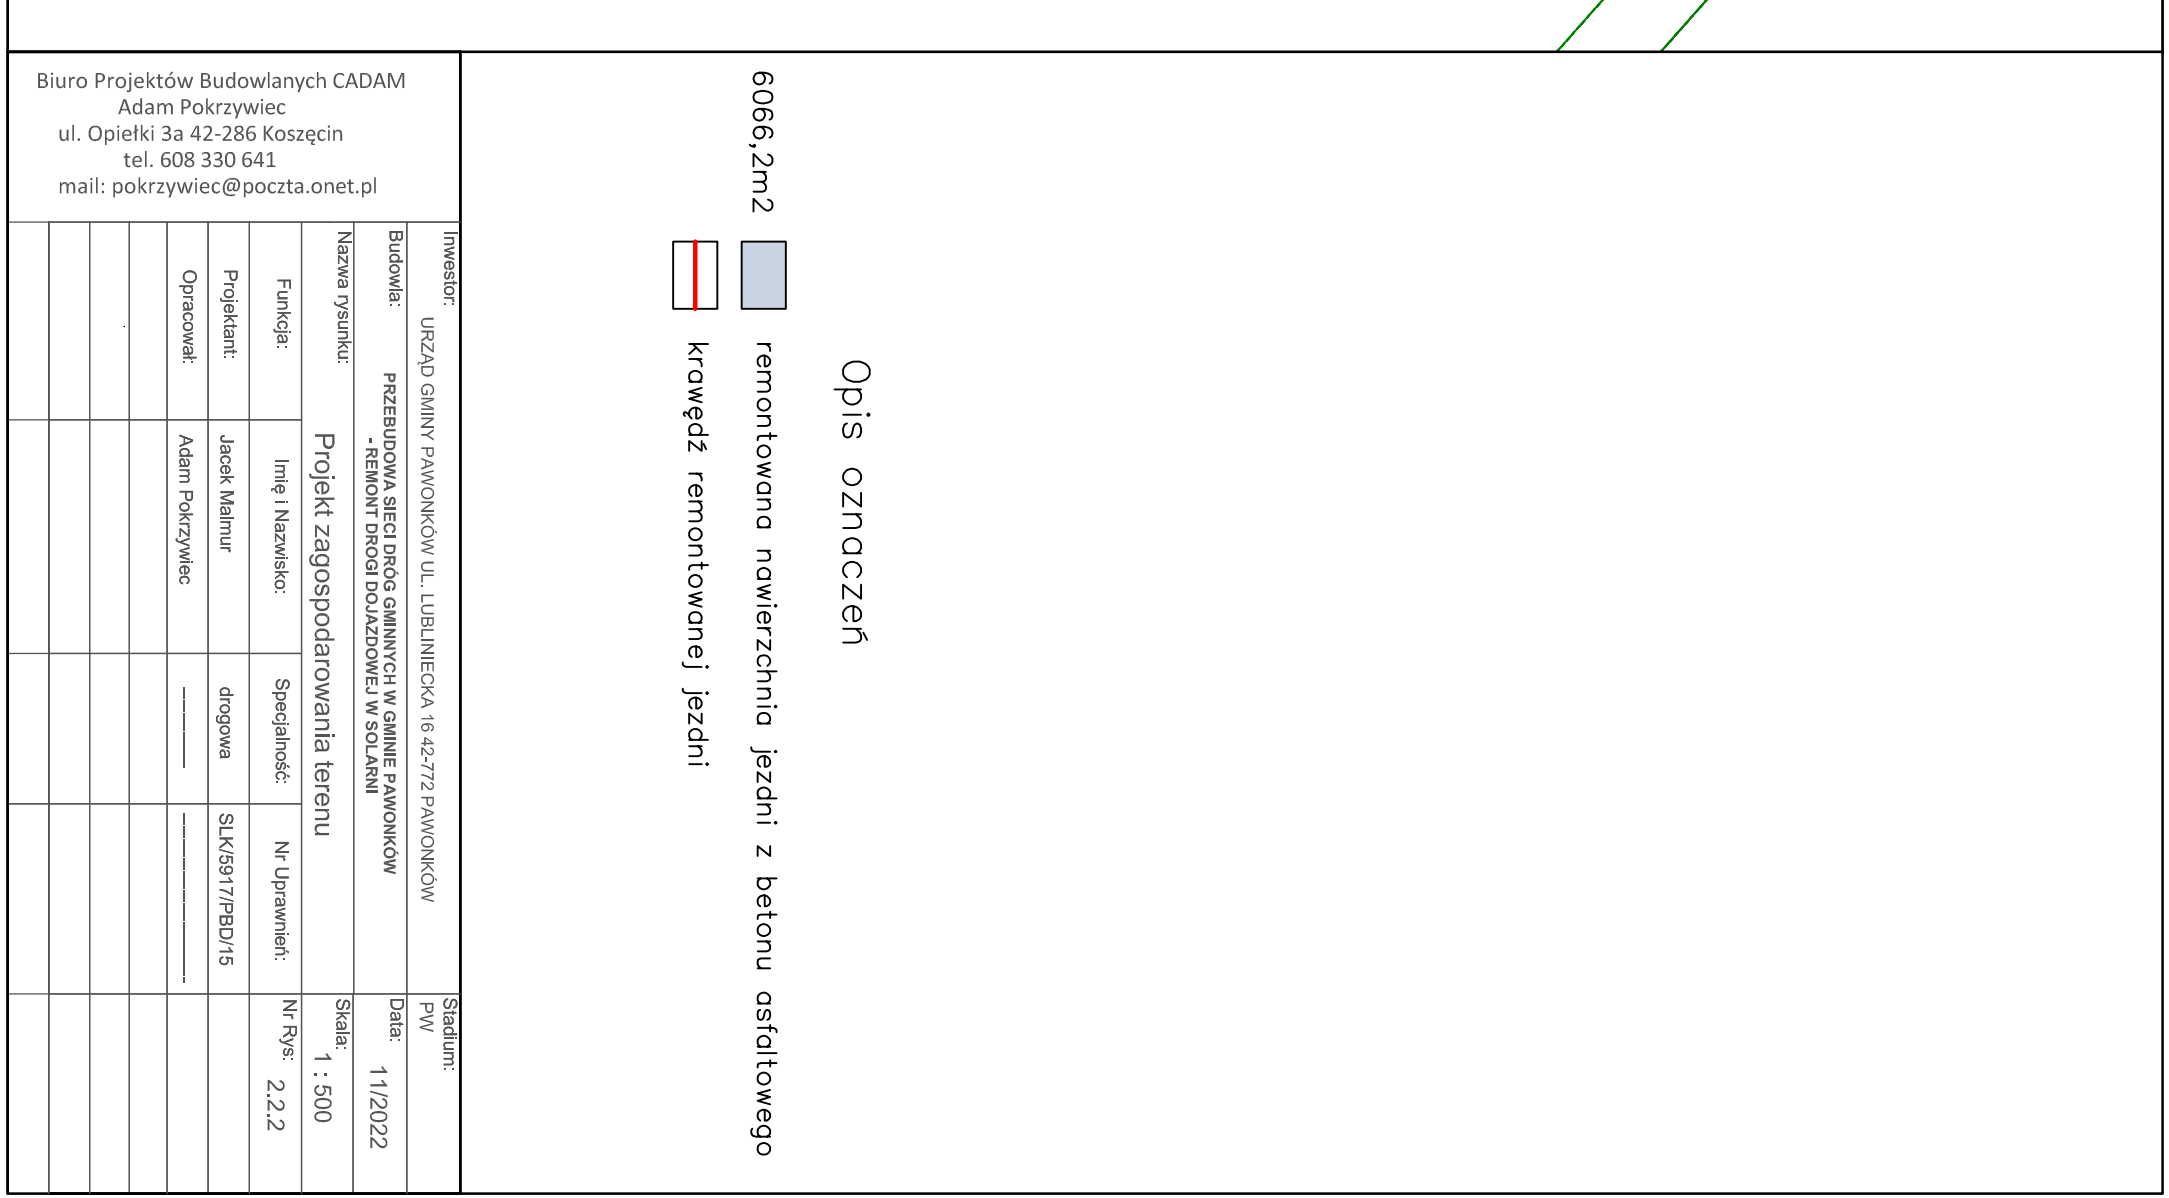 Biuro Projektów Budowlanych CADAM
Adam Pokrzywiec
ul. Opiełki 3a 42-286 Koszęcin
tel. 608 330 641
mail: pokrzywiec@poczta.onet.pl
Opis oznaczeń
6066,2m2 remontowana nawierzchnia jezdni z betonu asfaltowego
krawędź remontowanej jezdni
Inwestor:
URZĄD GMINY PAWONKÓW UL. LUBLINIECKA 16 42-772 PAWONKÓW
Stadium:
PW
Budowla:
PRZEBUDOWA SIECI DRÓG GMINNYCH W GMINIE PAWONKÓW
- REMONT DROGI DOJAZDOWEJ W SOLARNI
Data:
11/2022
Nazwa rysunku:
Projekt zagospodarowania terenu
Skala:
1 : 500
Funkcja: Imię i Nazwisko: Specjalność: Nr Uprawnień:
Nr Rys:
2.2.2
Projektant: Jacek Malmur drogowa SLK/5917/PBD/15
Opracował: Adam Pokrzywiec -------- ----------------